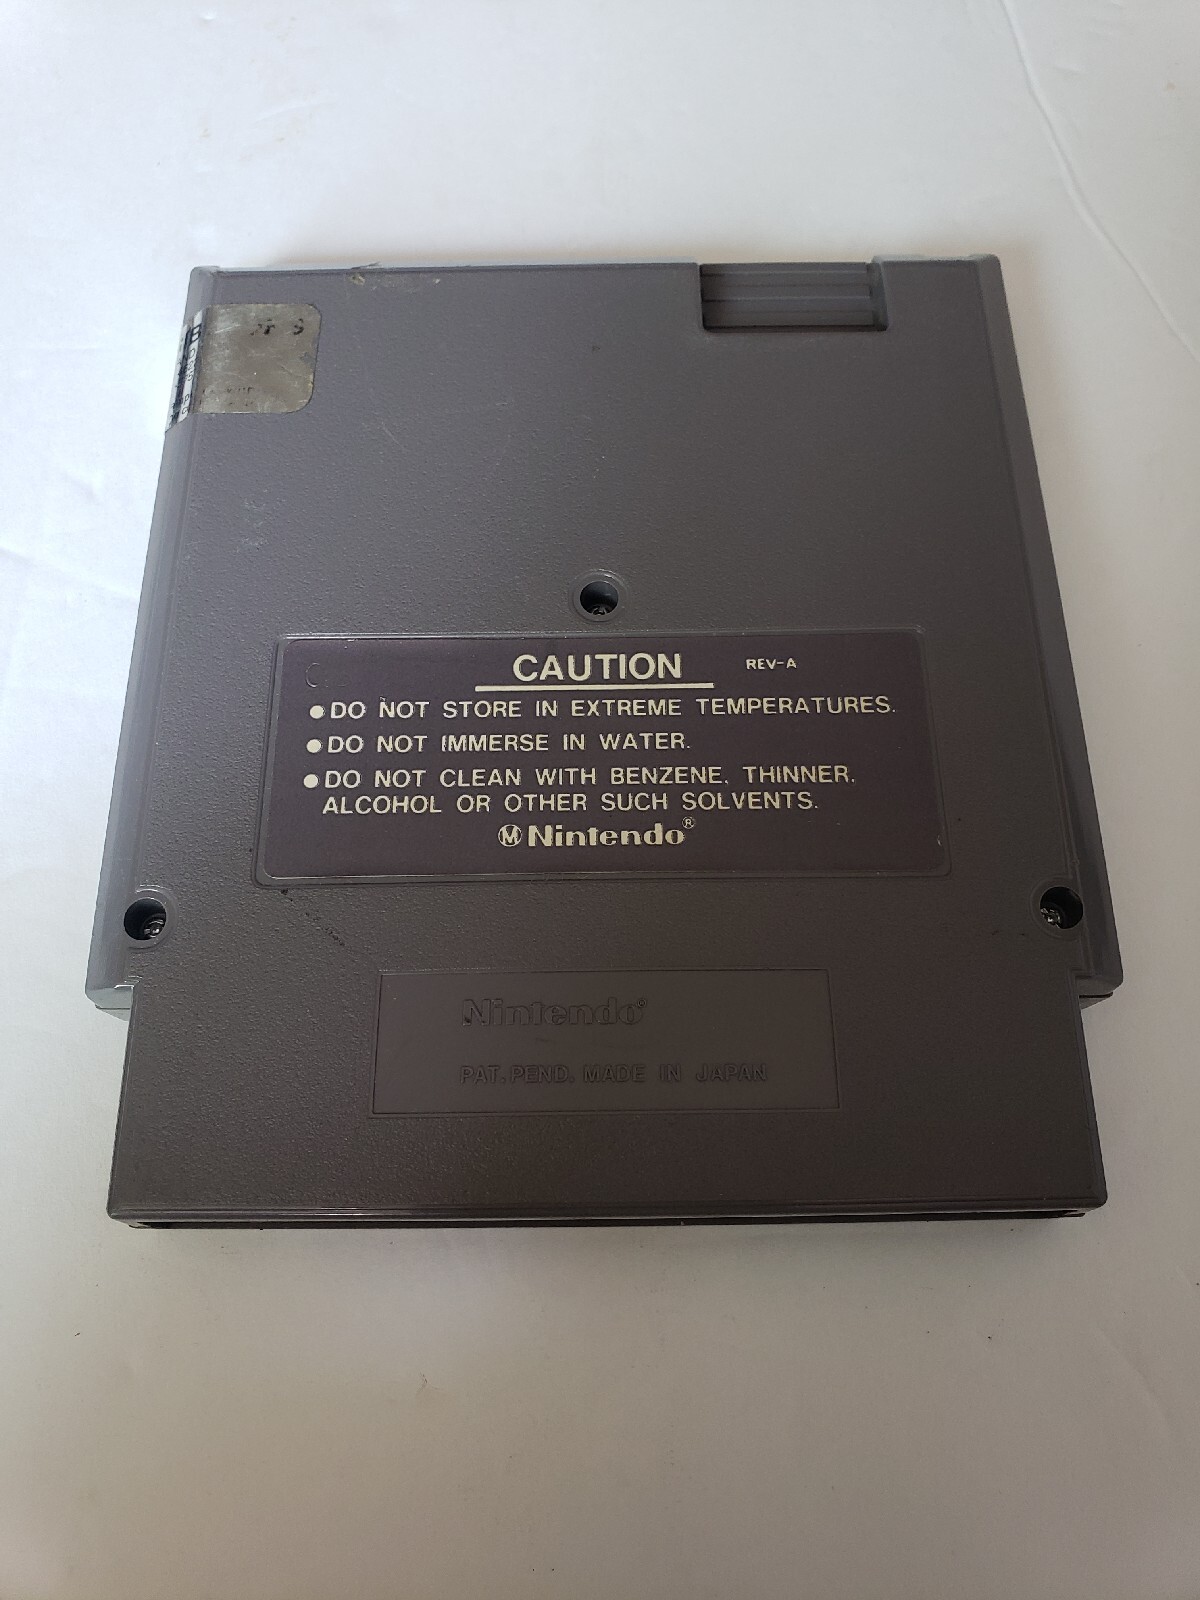 CAUTION REV-A
●DO NOT STORE IN EXTREME TEMPERATURES.
●DO NOT IMMERSE IN WATER.
●DO NOT CLEAN WITH BENZENE, THINNER,
ALCOHOL OR OTHER SUCH SOLVENTS.
Ⓜ Nintendo®
Nintendo®
PAT. PEND. MADE IN JAPAN